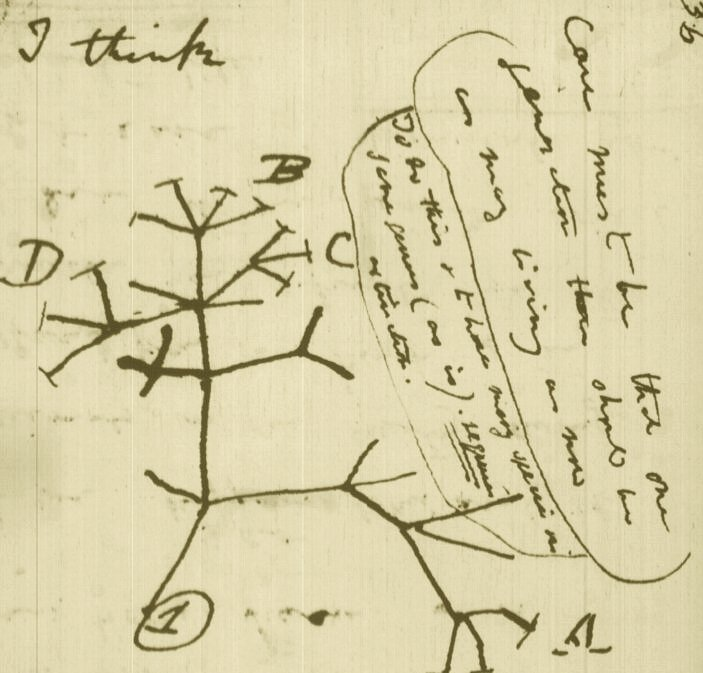 36
I think
Case must be that one
generation then should be
as many living as now
To do this & to have many species in
same genus (as is). requires
extinction.
B
D
C
A
1